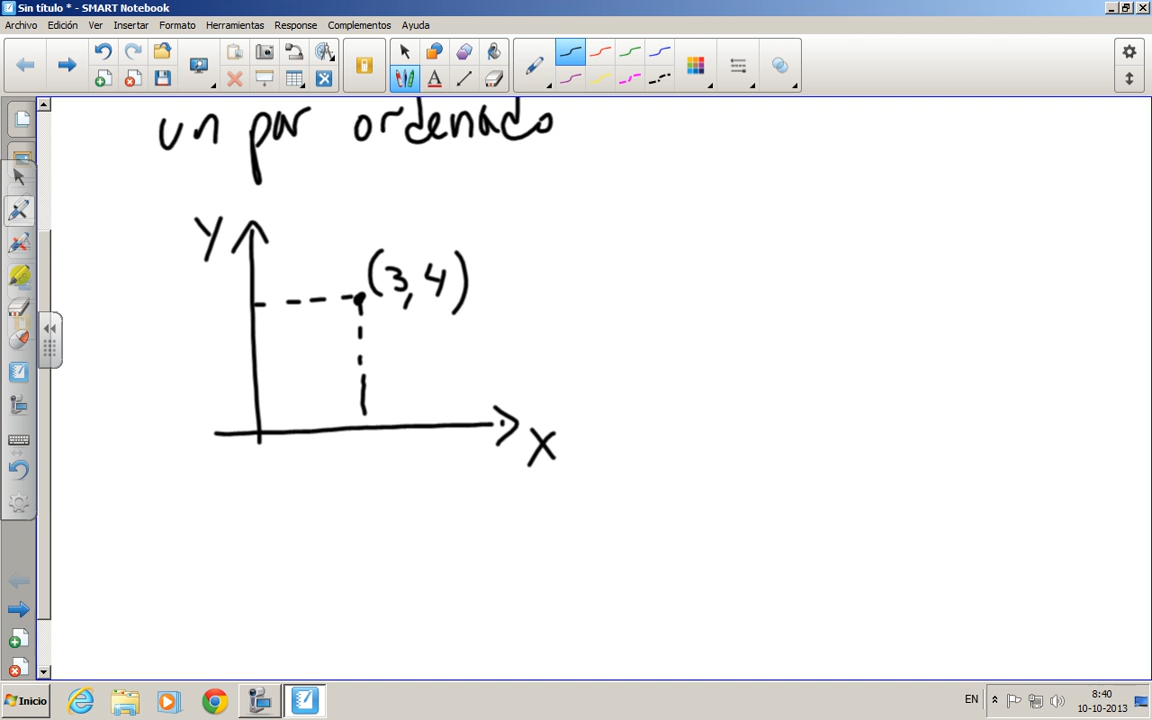 Sin título * - SMART Notebook
Archivo Edición Ver Insertar Formato Herramientas Response Complementos Ayuda
un par ordenado
Y
(3,4)
X
Inicio
EN
8:40
10-10-2013